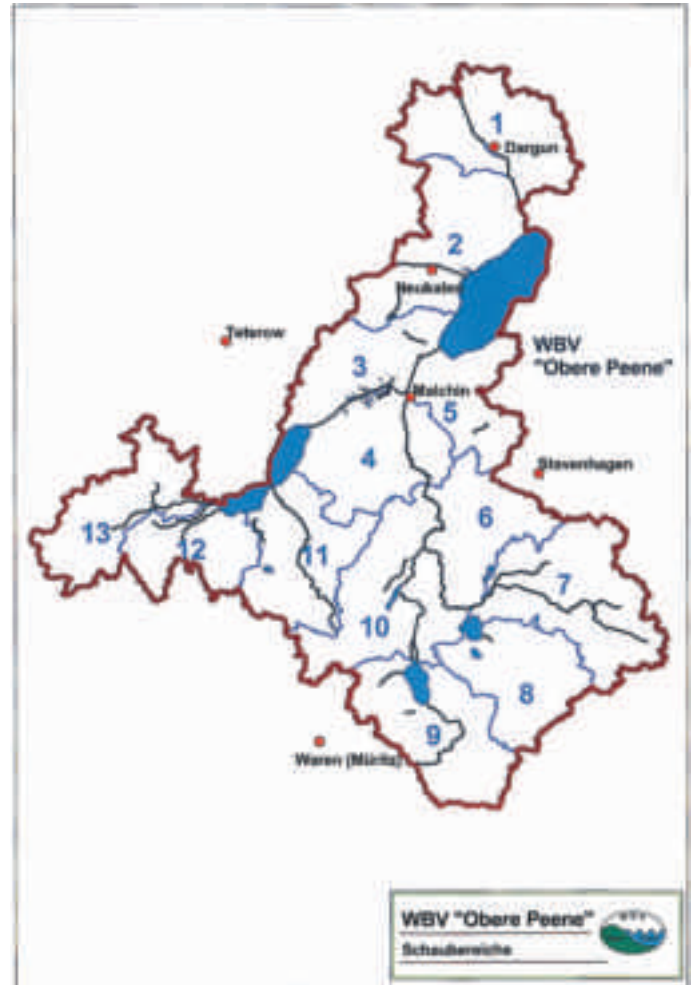 1
Dargun
2
Neukalen
Teterow
WBV
"Obere Peene"
3
Malchin
5
4
Stavenhagen
6
13
12
11
7
10
8
9
Waren (Müritz)
WBV "Obere Peene"
Schaubereiche